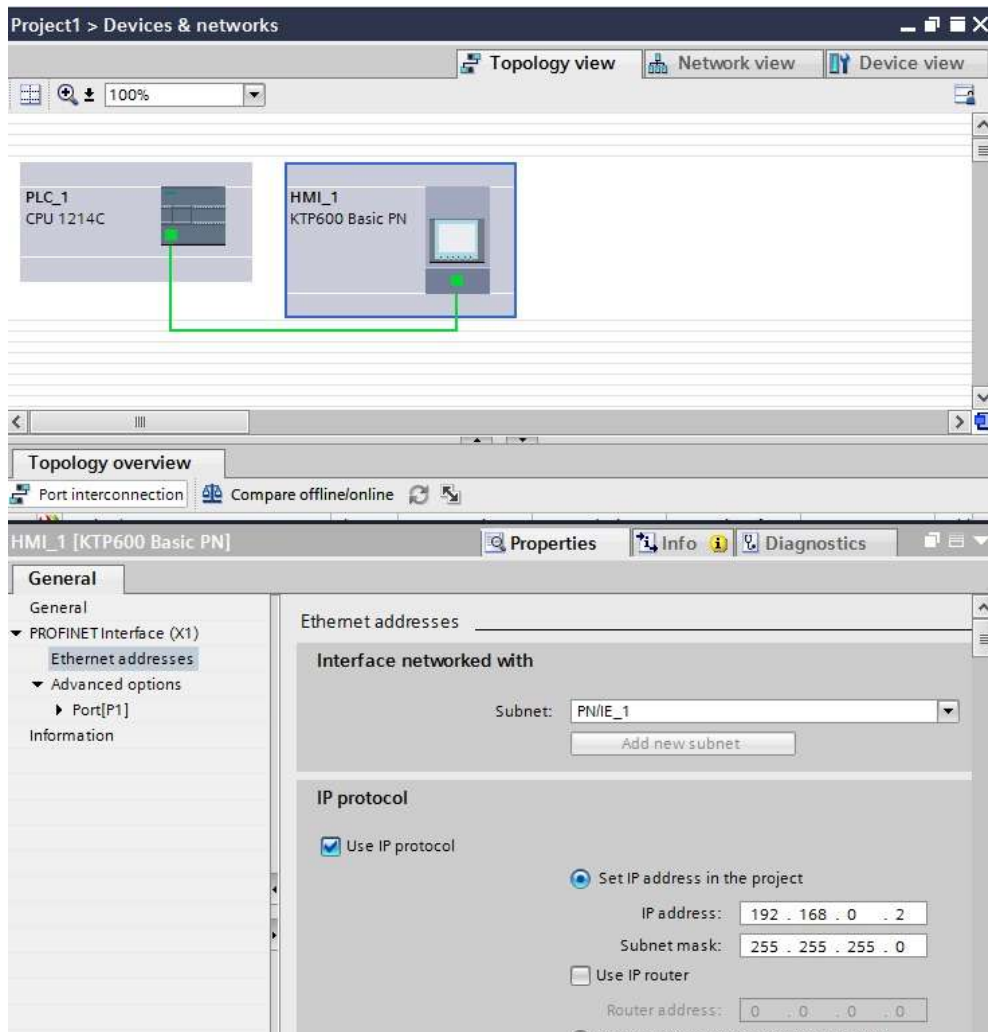 Project1 > Devices & networks
Topology view Network view Device view
100%
PLC_1
CPU 1214C
HMI_1
KTP600 Basic PN
Topology overview
Port interconnection Compare offline/online
HMI_1 [KTP600 Basic PN] Properties Info Diagnostics
General
General
PROFINET Interface (X1)
Ethernet addresses
Advanced options
Port[P1]
Information
Ethernet addresses
Interface networked with
Subnet: PN/IE_1
Add new subnet
IP protocol
Use IP protocol
Set IP address in the project
IP address: 192 . 168 . 0 . 2
Subnet mask: 255 . 255 . 255 . 0
Use IP router
Router address: 0 . 0 . 0 . 0